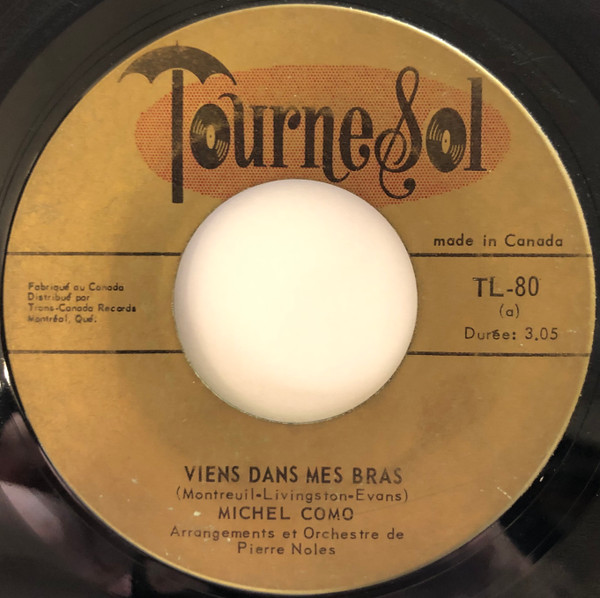 TourneSol
made in Canada
Fabriqué au Canada
Distribué par
Trans-Canada Records
Montréal, Qué.
TL-80
(a)
Durée: 3.05
VIENS DANS MES BRAS
(Montreuil-Livingston-Evans)
MICHEL COMO
Arrangements et Orchestre de
Pierre Noles